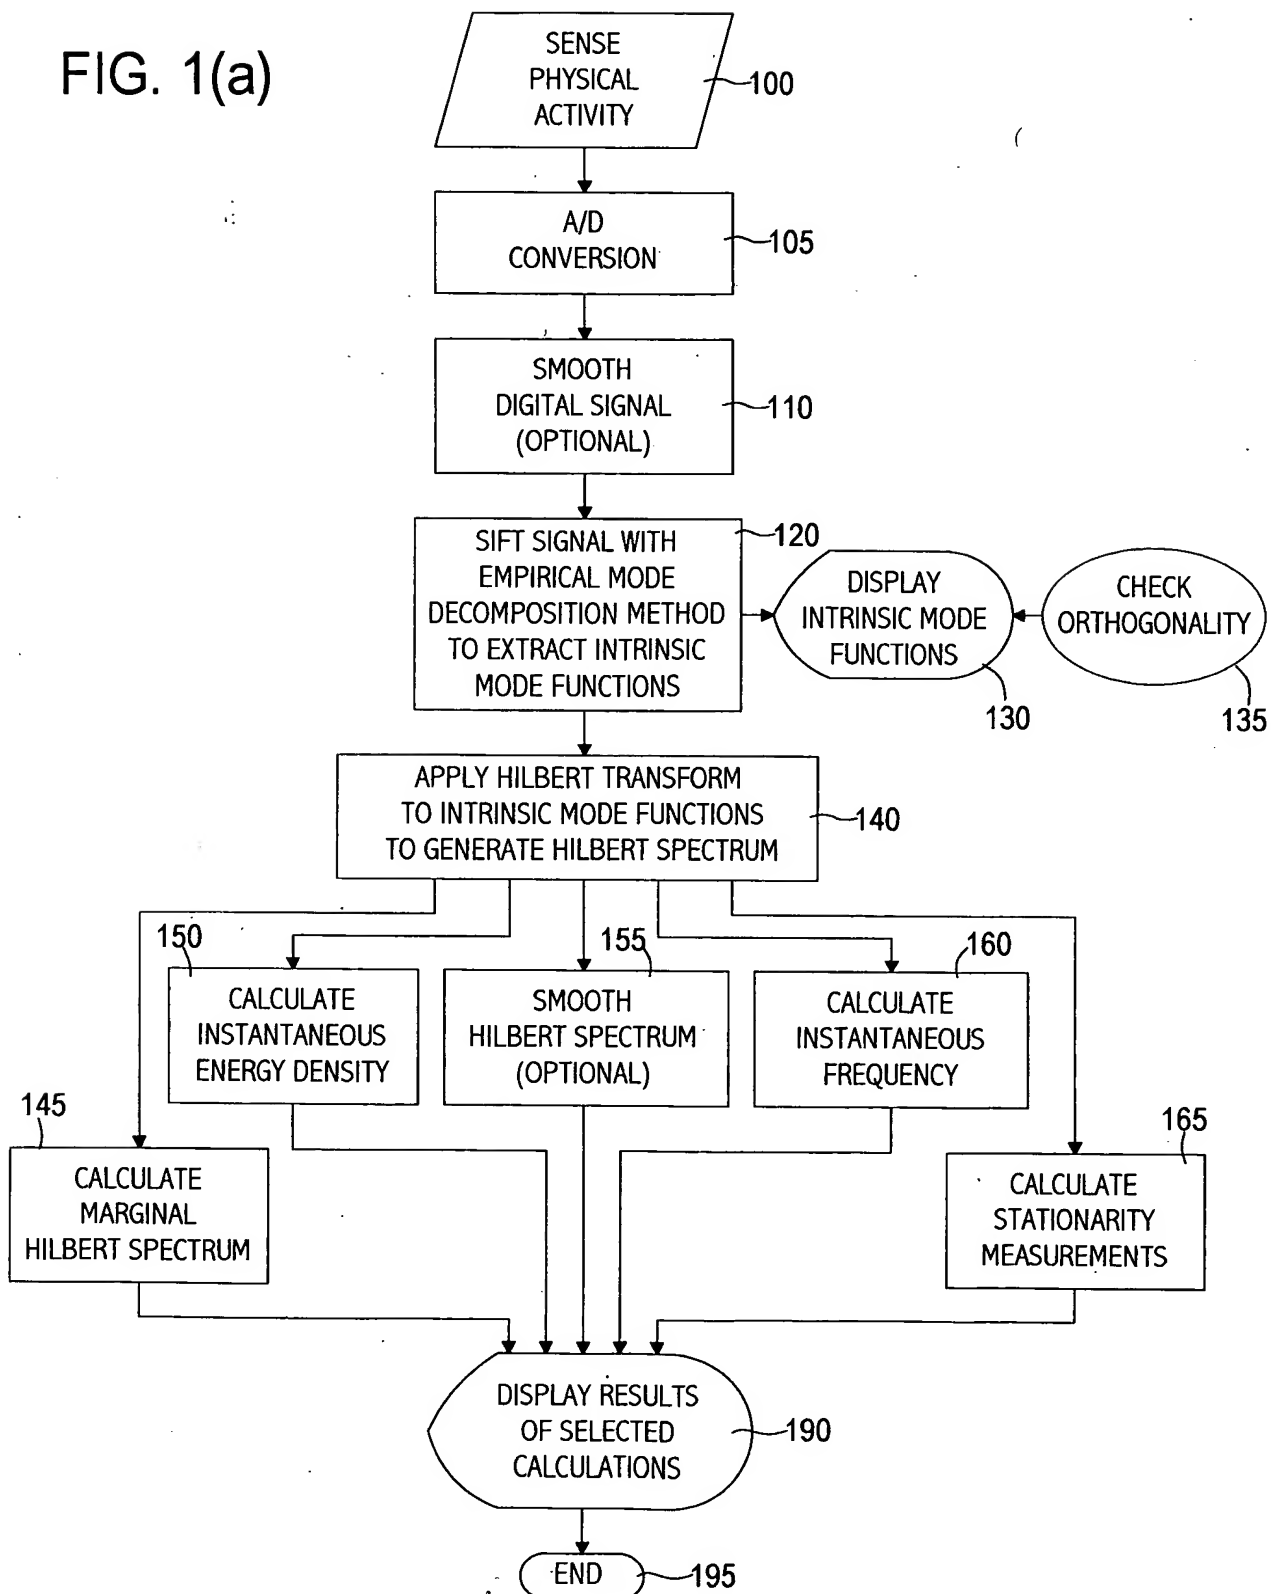 FIG. 1(a)
SENSE
PHYSICAL
ACTIVITY
100
A/D
CONVERSION
105
SMOOTH
DIGITAL SIGNAL
(OPTIONAL)
110
SIFT SIGNAL WITH
EMPIRICAL MODE
DECOMPOSITION METHOD
TO EXTRACT INTRINSIC
MODE FUNCTIONS
120
DISPLAY
INTRINSIC MODE
FUNCTIONS
130
CHECK
ORTHOGONALITY
135
APPLY HILBERT TRANSFORM
TO INTRINSIC MODE FUNCTIONS
TO GENERATE HILBERT SPECTRUM
140
150
CALCULATE
INSTANTANEOUS
ENERGY DENSITY
155
SMOOTH
HILBERT SPECTRUM
(OPTIONAL)
160
CALCULATE
INSTANTANEOUS
FREQUENCY
145
CALCULATE
MARGINAL
HILBERT SPECTRUM
165
CALCULATE
STATIONARITY
MEASUREMENTS
DISPLAY RESULTS
OF SELECTED
CALCULATIONS
190
END
195